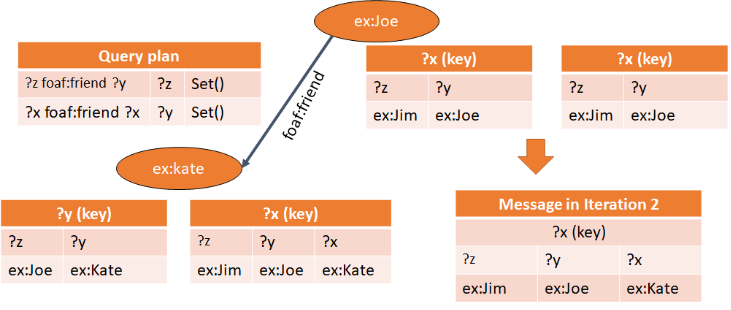 ex:Joe
Query plan
?z foaf:friend ?y ?z Set()
?x foaf:friend ?x ?y Set()
?x (key)
?z ?y
ex:Jim ex:Joe
?x (key)
?z ?y
ex:Jim ex:Joe
foaf:friend
ex:kate
?y (key)
?z ?y
ex:Joe ex:Kate
?x (key)
?z ?y ?x
ex:Jim ex:Joe ex:Kate
Message in Iteration 2
?x (key)
?z ?y ?x
ex:Jim ex:Joe ex:Kate